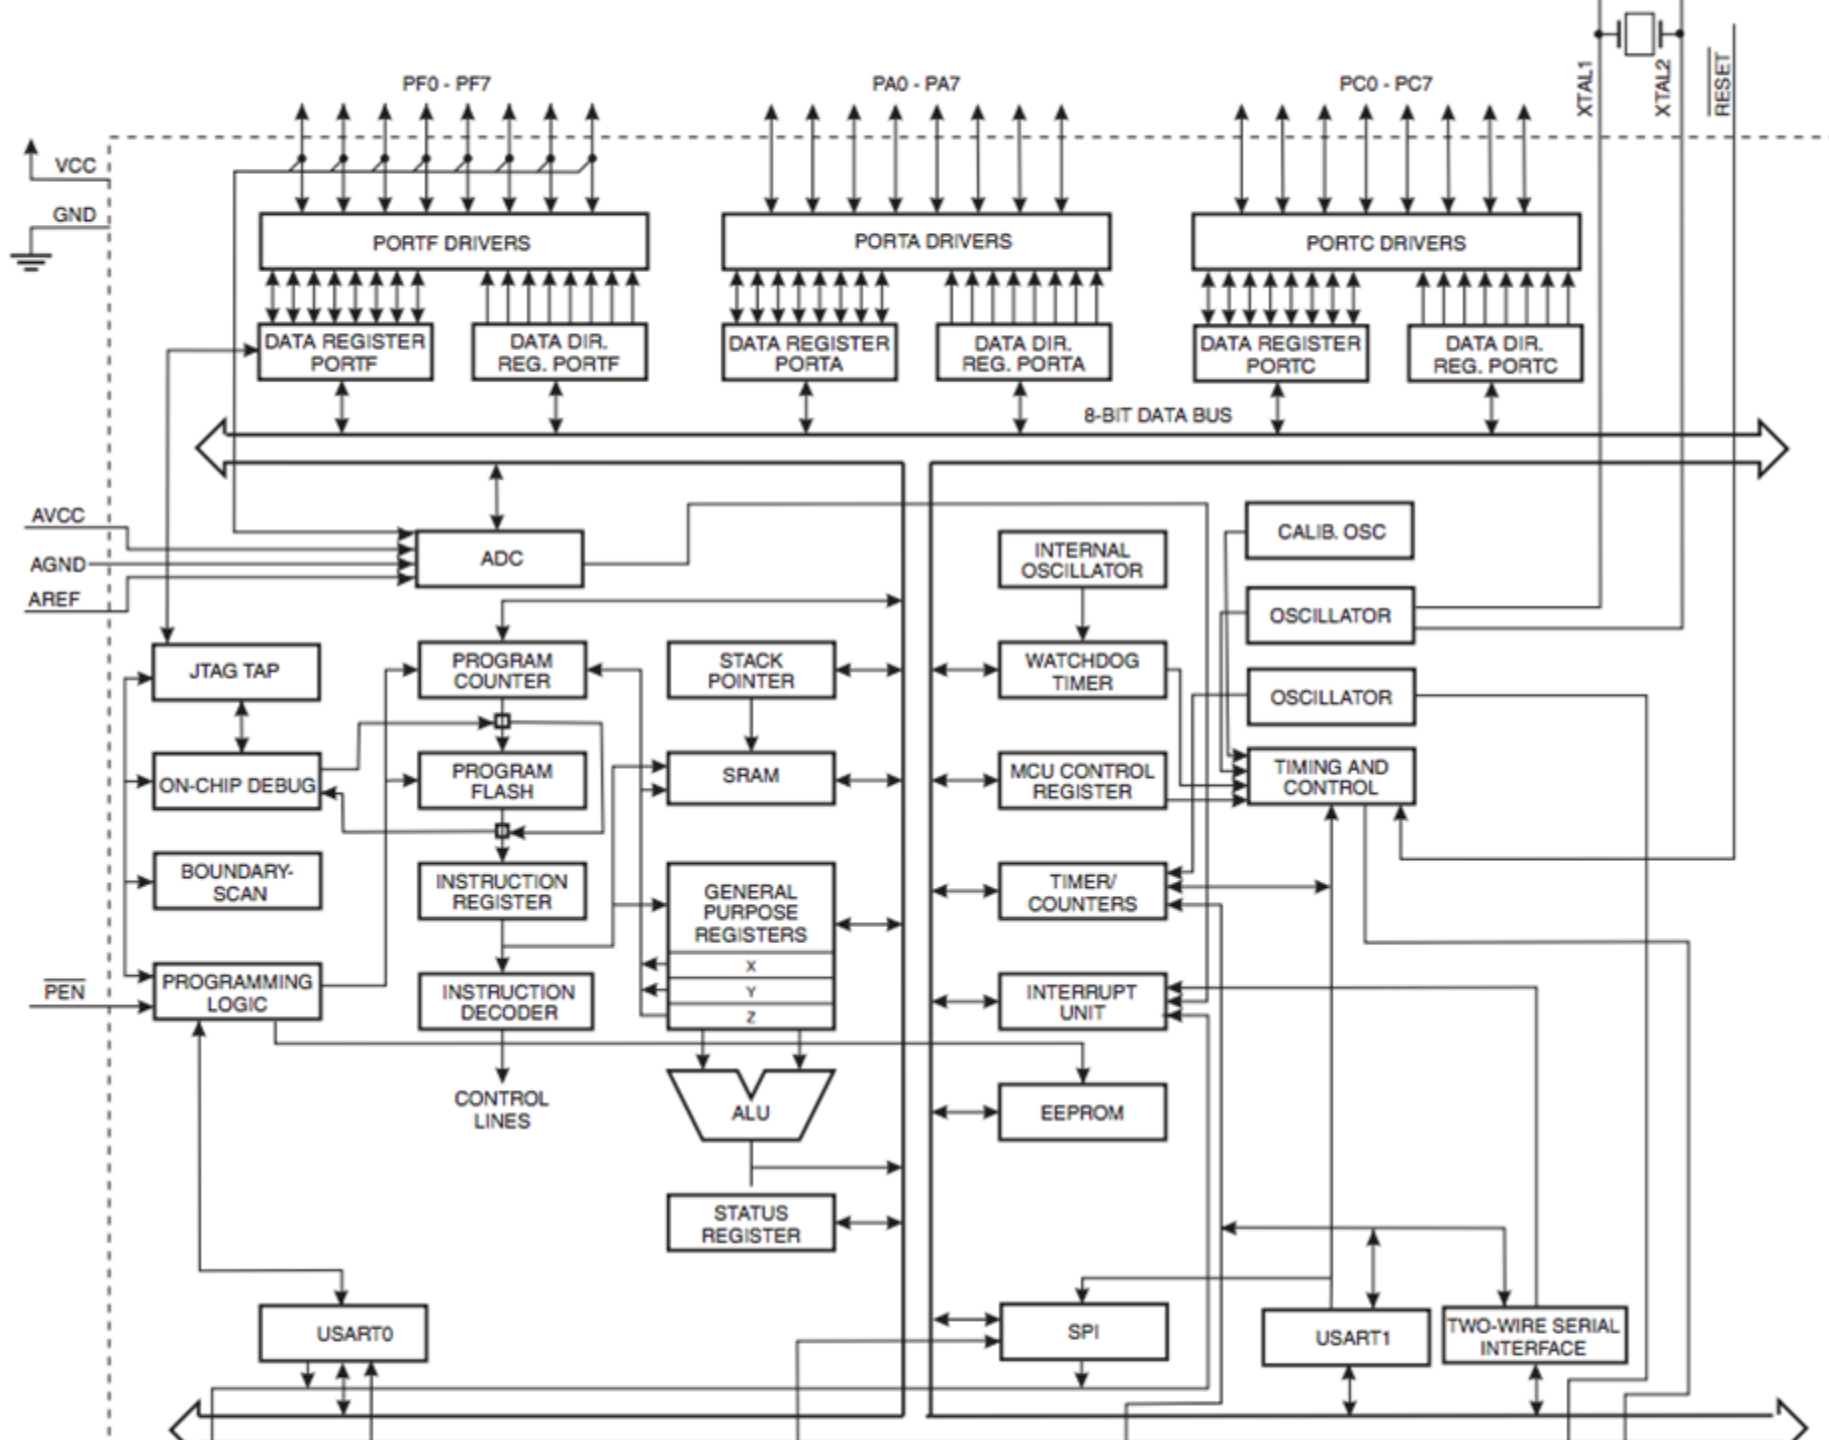 PF0 - PF7
PA0 - PA7
PC0 - PC7
XTAL1
XTAL2
RESET
VCC
GND
PORTF DRIVERS
PORTA DRIVERS
PORTC DRIVERS
DATA REGISTER
PORTF
DATA DIR.
REG. PORTF
DATA REGISTER
PORTA
DATA DIR.
REG. PORTA
DATA REGISTER
PORTC
DATA DIR.
REG. PORTC
8-BIT DATA BUS
AVCC
AGND
AREF
ADC
INTERNAL
OSCILLATOR
CALIB. OSC
OSCILLATOR
JTAG TAP
PROGRAM
COUNTER
STACK
POINTER
WATCHDOG
TIMER
OSCILLATOR
ON-CHIP DEBUG
PROGRAM
FLASH
SRAM
MCU CONTROL
REGISTER
TIMING AND
CONTROL
BOUNDARY-
SCAN
INSTRUCTION
REGISTER
GENERAL
PURPOSE
REGISTERS
X
Y
Z
TIMER/
COUNTERS
PEN
PROGRAMMING
LOGIC
INSTRUCTION
DECODER
INTERRUPT
UNIT
CONTROL
LINES
ALU
EEPROM
STATUS
REGISTER
USART0
SPI
USART1
TWO-WIRE SERIAL
INTERFACE